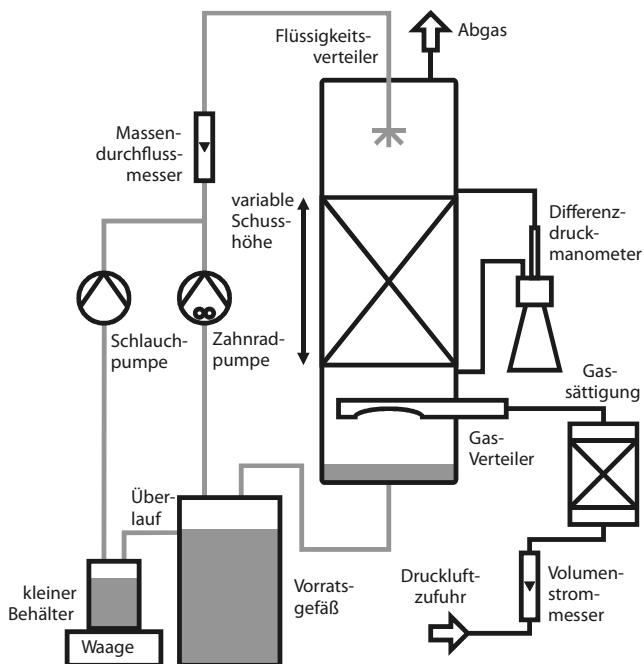 Flüssigkeits-
verteiler
Abgas
Massen-
durchfluss-
messer
variable
Schuss-
höhe
Differenz-
druck-
manometer
Schlauch-
pumpe
Zahnrad-
pumpe
Gas-
sättigung
Gas-
Verteiler
Über-
lauf
kleiner
Behälter
Waage
Vorrats-
gefäß
Druckluft-
zufuhr
Volumen-
strom-
messer